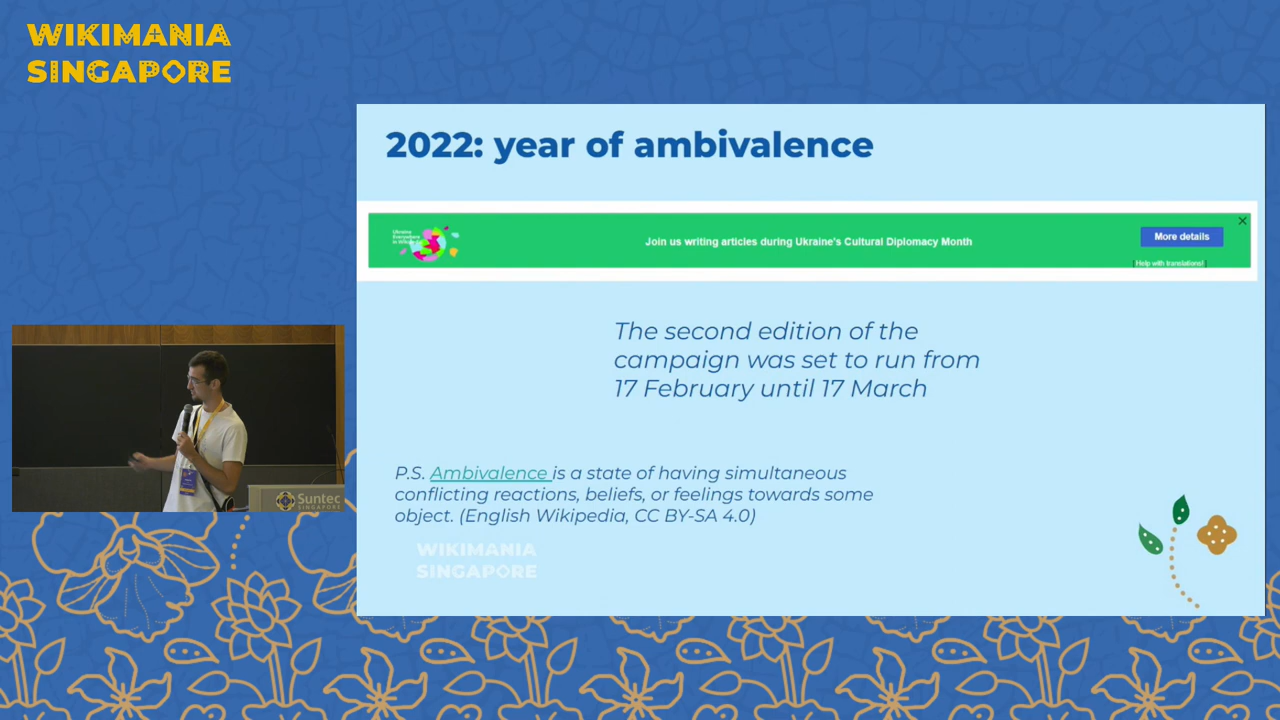 WIKIMANIA
SINGAPORE
2022: year of ambivalence
Ukraine
Everywhere
Join us writing articles during Ukraine's Cultural Diplomacy Month
More details
[Help with translations!]
The second edition of the
campaign was set to run from
17 February until 17 March
P.S. Ambivalence is a state of having simultaneous
conflicting reactions, beliefs, or feelings towards some
object. (English Wikipedia, CC BY-SA 4.0)
WIKIMANIA
SINGAPORE
Suntec
SINGAPORE